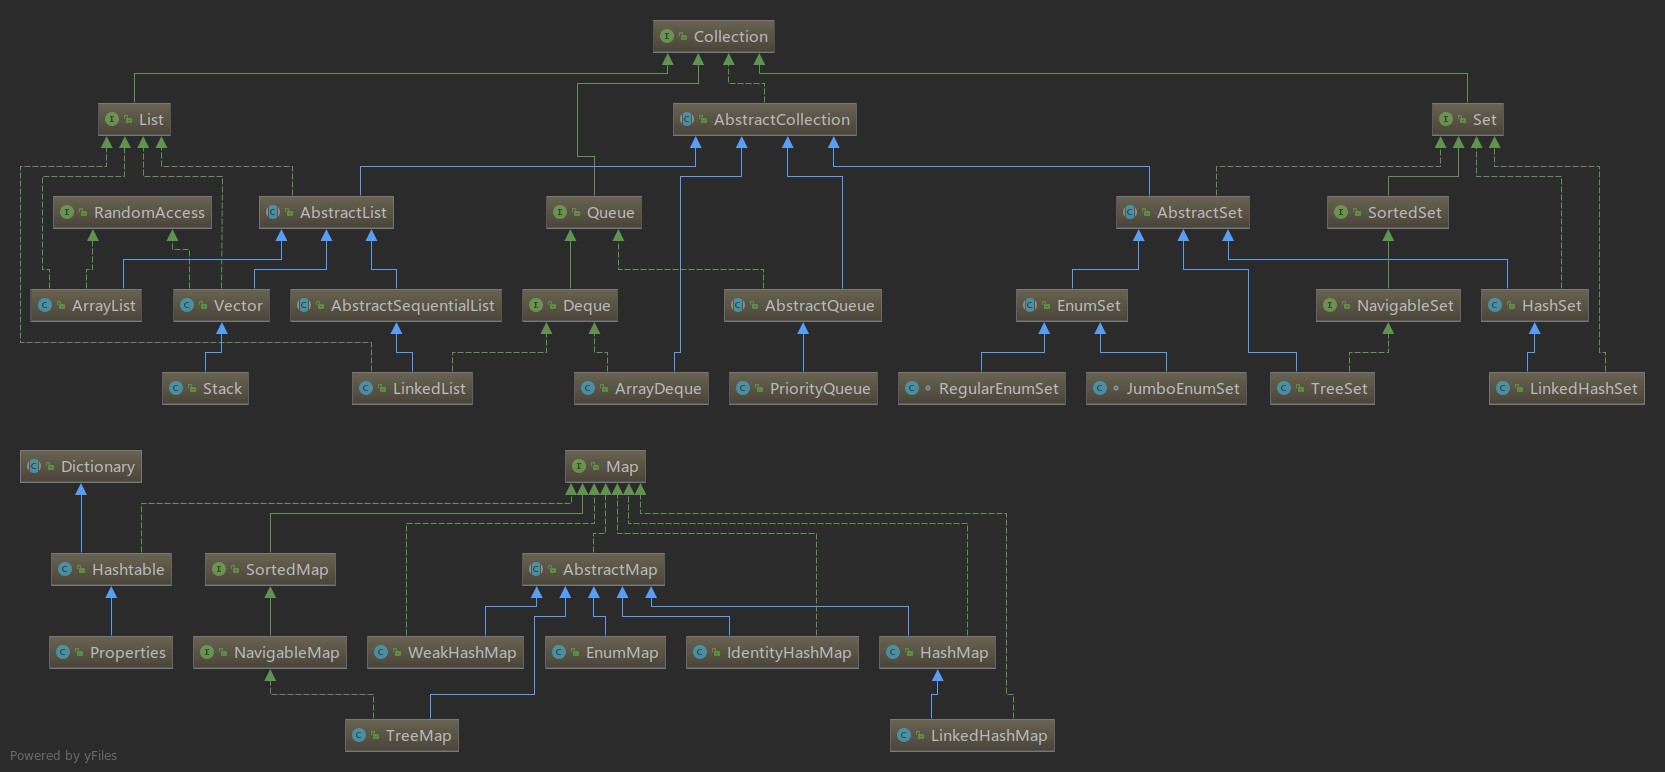 Collection
List
AbstractCollection
Set
RandomAccess
AbstractList
Queue
AbstractSet
SortedSet
ArrayList
Vector
AbstractSequentialList
Deque
AbstractQueue
EnumSet
NavigableSet
HashSet
Stack
LinkedList
ArrayDeque
PriorityQueue
RegularEnumSet
JumboEnumSet
TreeSet
LinkedHashSet
Dictionary
Map
Hashtable
SortedMap
AbstractMap
Properties
NavigableMap
WeakHashMap
EnumMap
IdentityHashMap
HashMap
TreeMap
LinkedHashMap
Powered by yFiles